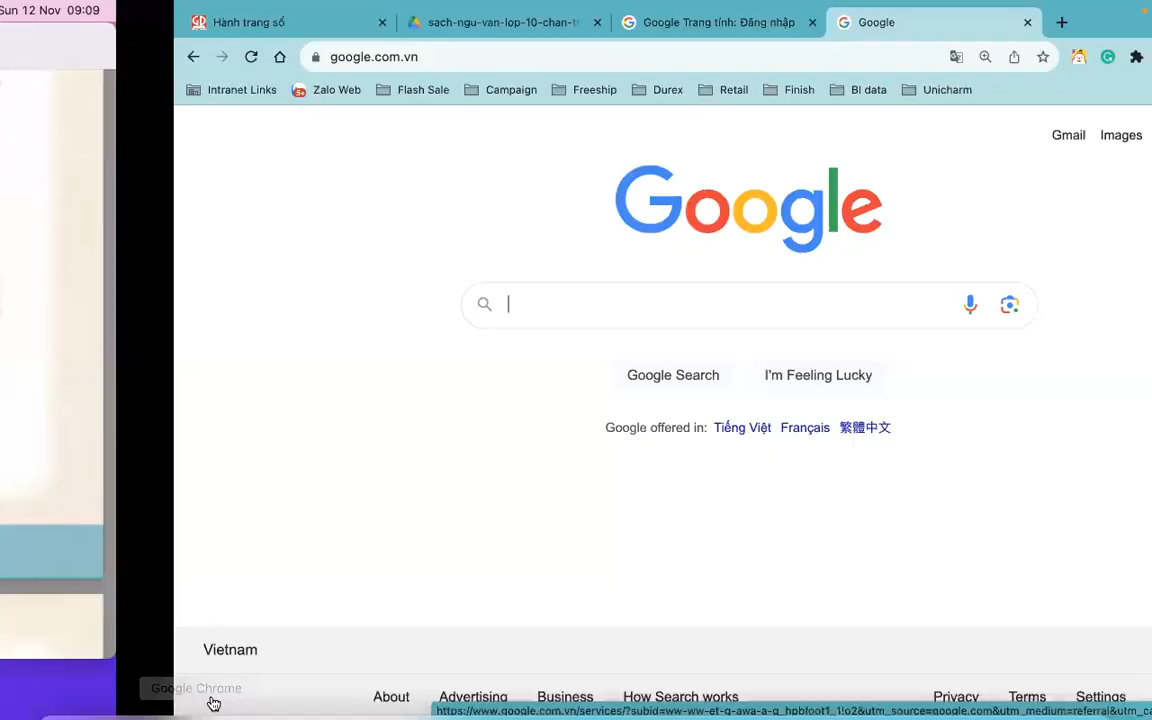 Sun 12 Nov 09:09
Hành trang số
sach-ngu-van-lop-10-chan-tr
Google Trang tính: Đăng nhập
Google
google.com.vn
Intranet Links
Zalo Web
Flash Sale
Campaign
Freeship
Durex
Retail
Finish
BI data
Unicharm
Gmail
Images
Google
Google Search
I'm Feeling Lucky
Google offered in: Tiếng Việt Français 繁體中文
Vietnam
Google Chrome
About
Advertising
Business
How Search works
Privacy
Terms
Settings